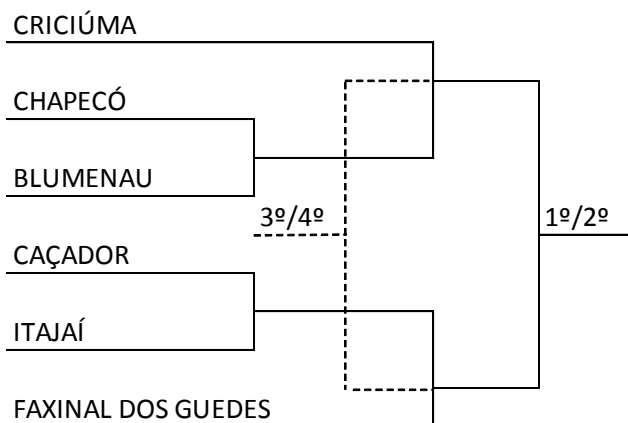 CRICIÚMA
CHAPECÓ
BLUMENAU
3º/4º
1º/2º
CAÇADOR
ITAJAÍ
FAXINAL DOS GUEDES